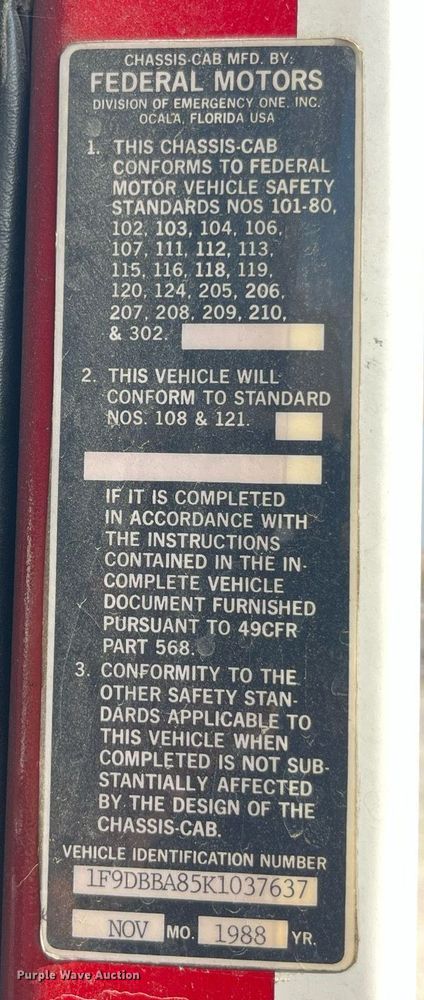 CHASSIS-CAB MFD. BY:
FEDERAL MOTORS
DIVISION OF EMERGENCY ONE, INC.
OCALA, FLORIDA USA
1. THIS CHASSIS-CAB
CONFORMS TO FEDERAL
MOTOR VEHICLE SAFETY
STANDARDS NOS 101-80,
102, 103, 104, 106,
107, 111, 112, 113,
115, 116, 118, 119,
120, 124, 205, 206,
207, 208, 209, 210,
& 302.
2. THIS VEHICLE WILL
CONFORM TO STANDARD
NOS. 108 & 121.
IF IT IS COMPLETED
IN ACCORDANCE WITH
THE INSTRUCTIONS
CONTAINED IN THE IN-
COMPLETE VEHICLE
DOCUMENT FURNISHED
PURSUANT TO 49CFR
PART 568.
3. CONFORMITY TO THE
OTHER SAFETY STAN-
DARDS APPLICABLE TO
THIS VEHICLE WHEN
COMPLETED IS NOT SUB-
STANTIALLY AFFECTED
BY THE DESIGN OF THE
CHASSIS-CAB.
VEHICLE IDENTIFICATION NUMBER
1F9DBBA85K1037637
NOV MO. 1988 YR.
Purple Wave Auction